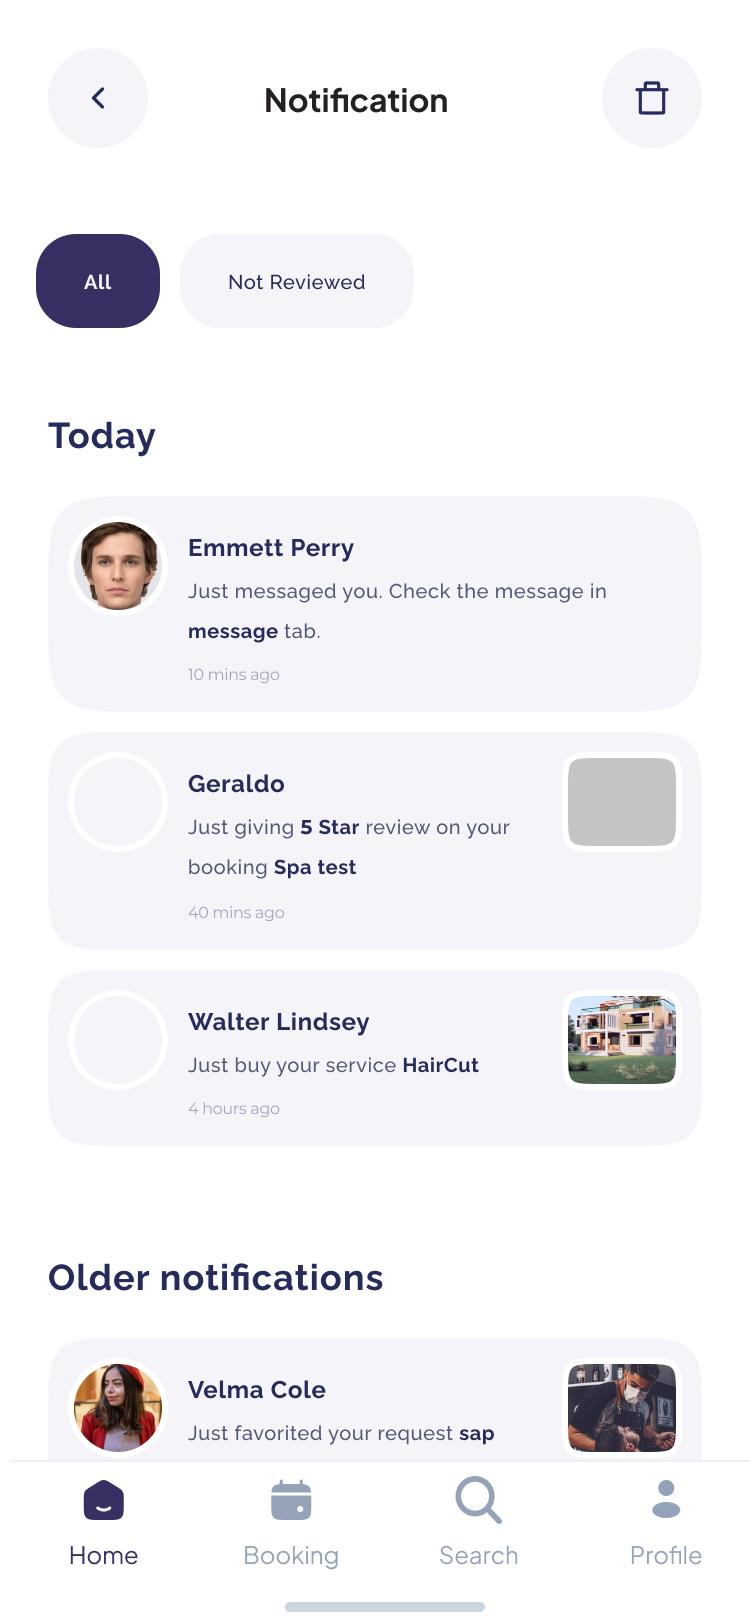 Notification
All
Not Reviewed
Today
Emmett Perry
Just messaged you. Check the message in
message tab.
10 mins ago
Geraldo
Just giving 5 Star review on your
booking Spa test
40 mins ago
Walter Lindsey
Just buy your service HairCut
4 hours ago
Older notifications
Velma Cole
Just favorited your request sap
Home
Booking
Search
Profile